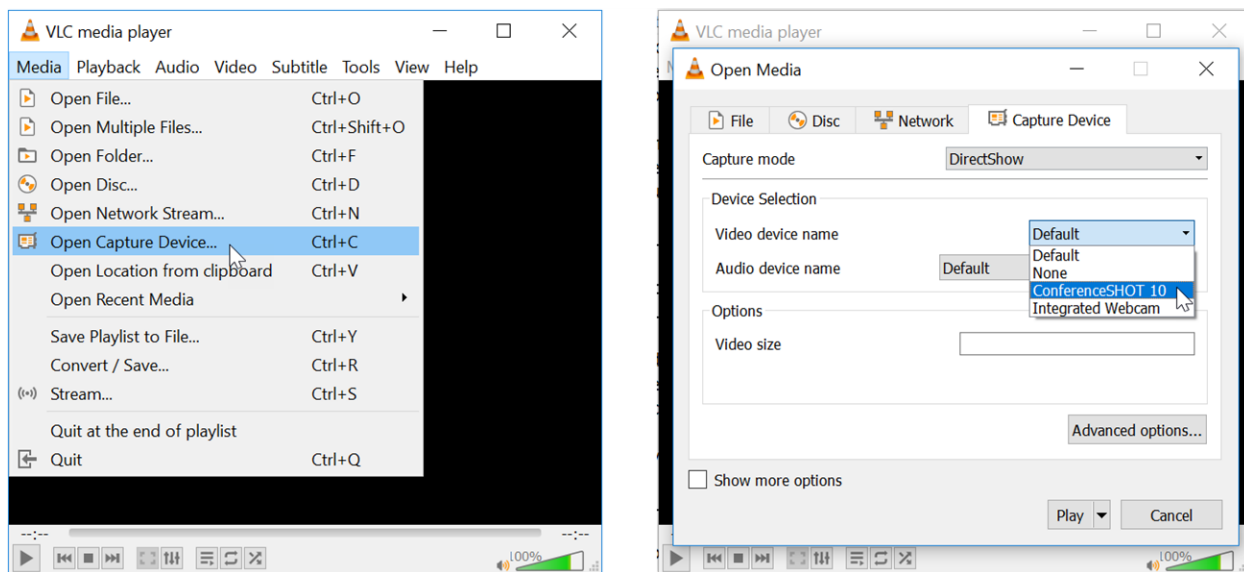 VLC media player
Media Playback Audio Video Subtitle Tools View Help
Open File... Ctrl+O
Open Multiple Files... Ctrl+Shift+O
Open Folder... Ctrl+F
Open Disc... Ctrl+D
Open Network Stream... Ctrl+N
Open Capture Device... Ctrl+C
Open Location from clipboard Ctrl+V
Open Recent Media
Save Playlist to File... Ctrl+Y
Convert / Save... Ctrl+R
Stream... Ctrl+S
Quit at the end of playlist
Quit Ctrl+Q
--:-- --:--
100%
VLC media player
Open Media
File Disc Network Capture Device
Capture mode DirectShow
Device Selection
Video device name Default
Default
Audio device name Default
None
ConferenceSHOT 10
Integrated Webcam
Options
Video size
Advanced options...
Show more options
Play Cancel
100%